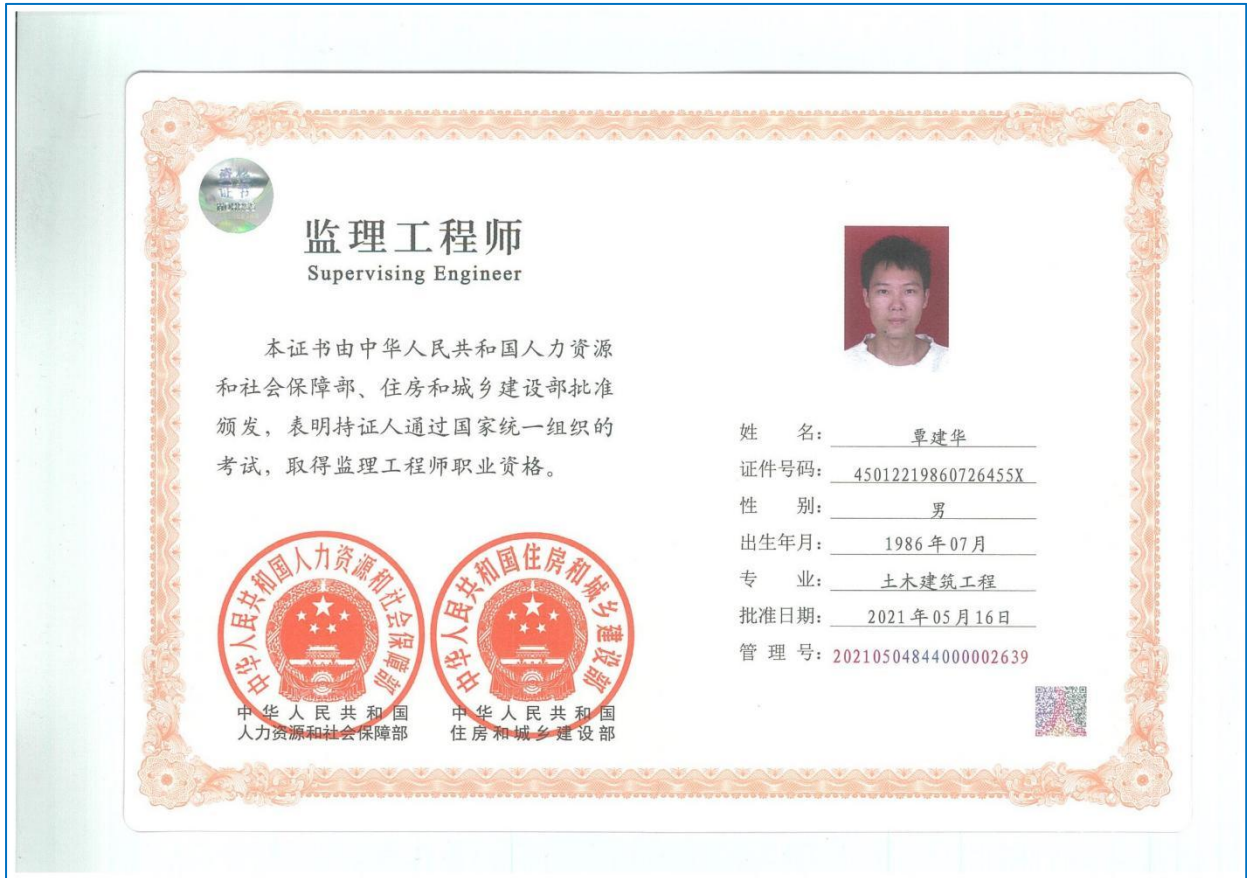 资格
证书
监理工程师
Supervising Engineer
本证书由中华人民共和国人力资源
和社会保障部、住房和城乡建设部批准
颁发，表明持证人通过国家统一组织的
考试，取得监理工程师职业资格。
中华人民共和国人力资源和社会保障部
中华人民共和国
人力资源和社会保障部
中华人民共和国住房和城乡建设部
中华人民共和国
住房和城乡建设部
姓 名：覃建华
证件号码：45012219860726455X
性 别：男
出生年月：1986年07月
专 业：土木建筑工程
批准日期：2021年05月16日
管 理 号：20210504844000002639